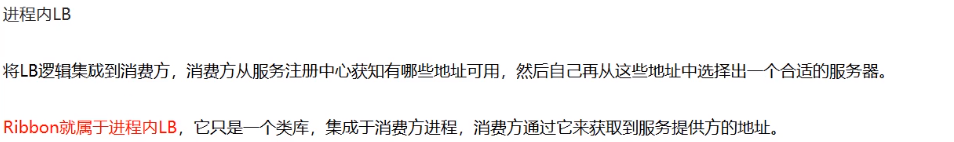 进程内LB
将LB逻辑集成到消费方，消费方从服务注册中心获知有哪些地址可用，然后自己再从这些地址中选择出一个合适的服务器。
Ribbon就属于进程内LB，它只是一个类库，集成于消费方进程，消费方通过它来获取到服务提供方的地址。